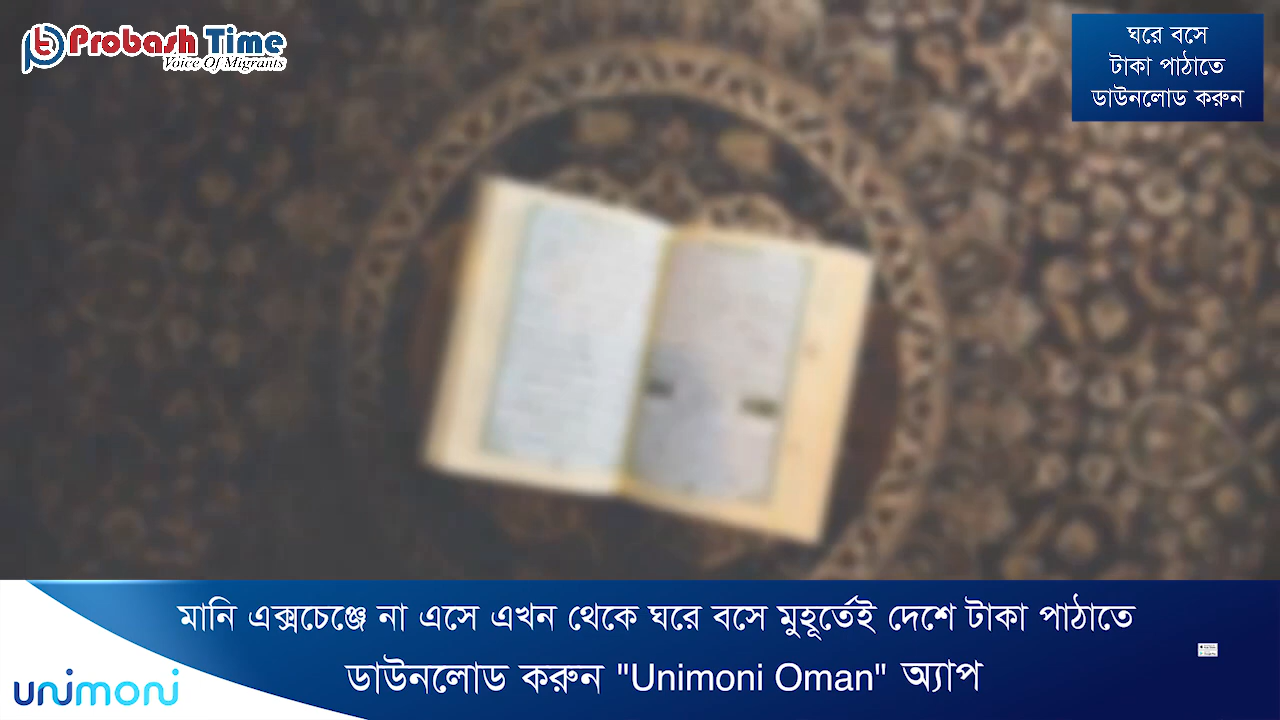 Probash Time
Voice Of Migrants
ঘরে বসে
টাকা পাঠাতে
ডাউনলোড করুন
মানি এক্সচেঞ্জে না এসে এখন থেকে ঘরে বসে মুহূর্তেই দেশে টাকা পাঠাতে
ডাউনলোড করুন "Unimoni Oman" অ্যাপ
unimoni